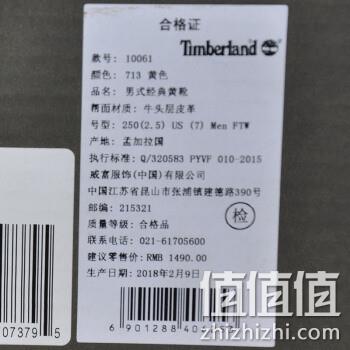 合格证
Timberland
款号: 10061
颜色: 713 黄色
品名: 男式经典黄靴
帮面材质: 牛头层皮革
号型: 250(2.5) US (7) Men FTW
产地: 孟加拉国
执行标准: Q/320583 PYVF 010-2015
威富服饰(中国)有限公司
中国江苏省昆山市张浦镇建德路390号
邮编: 215321
检
质量等级: 合格品
联系电话: 021-61705600
建议零售价: RMB 1490.00
生产日期: 2018年2月9日
07379 5
6 901288 40
值值值
zhizhizhi.com